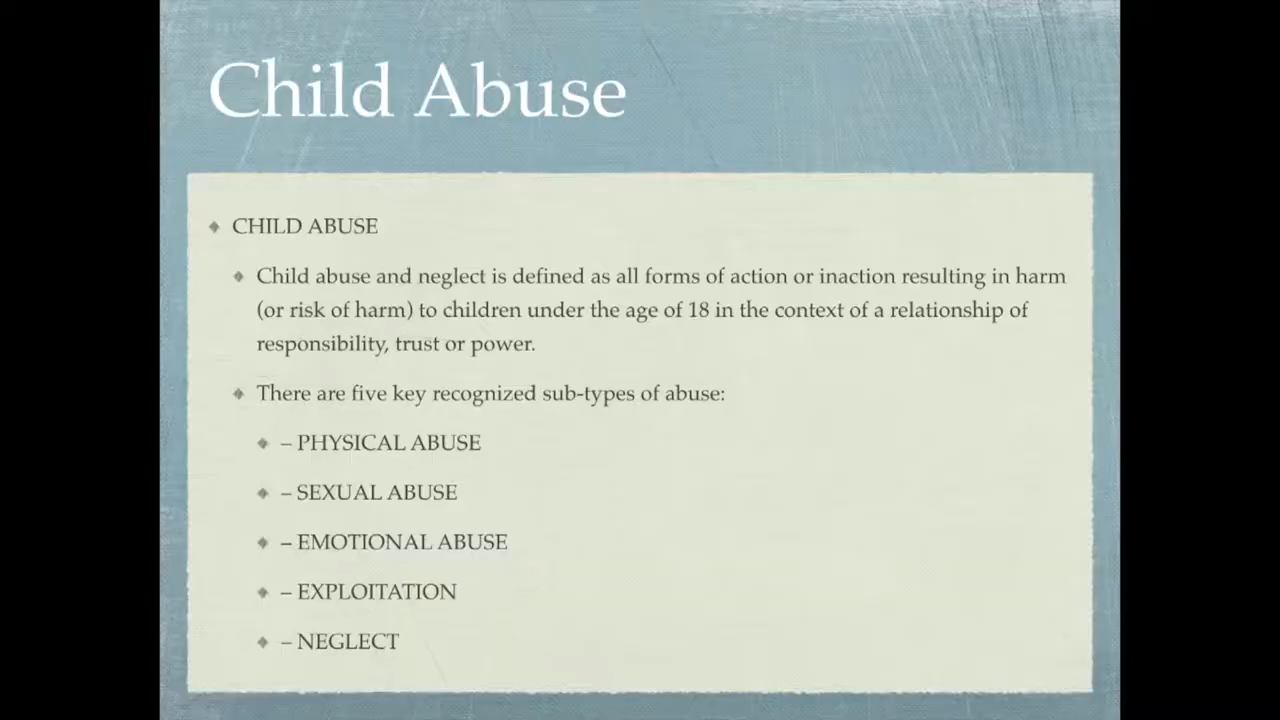 Child Abuse
CHILD ABUSE
Child abuse and neglect is defined as all forms of action or inaction resulting in harm
(or risk of harm) to children under the age of 18 in the context of a relationship of
responsibility, trust or power.
There are five key recognized sub-types of abuse:
– PHYSICAL ABUSE
– SEXUAL ABUSE
– EMOTIONAL ABUSE
– EXPLOITATION
– NEGLECT